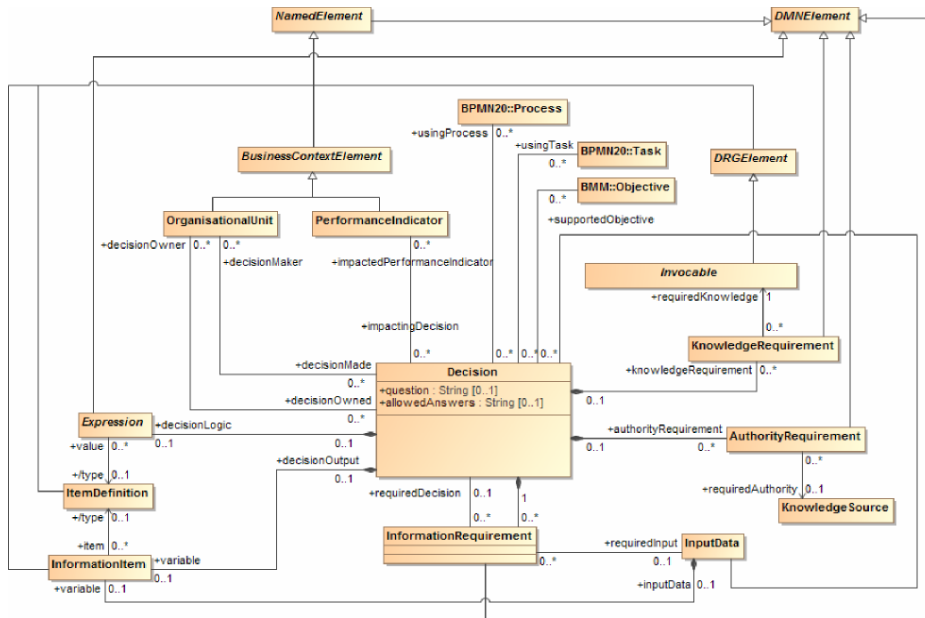 NamedElement
DMNElement
BPMN20::Process
+usingProcess
0..*
+usingTask
BPMN20::Task
0..*
BusinessContextElement
DRGElement
BMM::Objective
0..*
+supportedObjective
OrganisationalUnit
PerformanceIndicator
+decisionOwner
0..*
0..*
+decisionMaker
0..*
+impactedPerformanceIndicator
Invocable
+requiredKnowledge
1
+impactingDecision
0..*
0..*
0..*
0..*
0..*
KnowledgeRequirement
+knowledgeRequirement
0..*
+decisionMade
0..*
Decision
+question : String [0..1]
+allowedAnswers : String [0..1]
0..1
+decisionOwned
0..*
Expression
+decisionLogic
0..1
0..1
+value
0..*
+authorityRequirement
0..1
0..*
AuthorityRequirement
+decisionOutput
0..1
0..*
+/type
0..1
+requiredAuthority
0..1
ItemDefinition
+requiredDecision
0..1
1
KnowledgeSource
+/type
0..1
0..*
0..*
+item
0..*
InformationRequirement
+requiredInput
InputData
InformationItem
+variable
0..1
0..*
0..1
+variable
0..1
+inputData
0..1